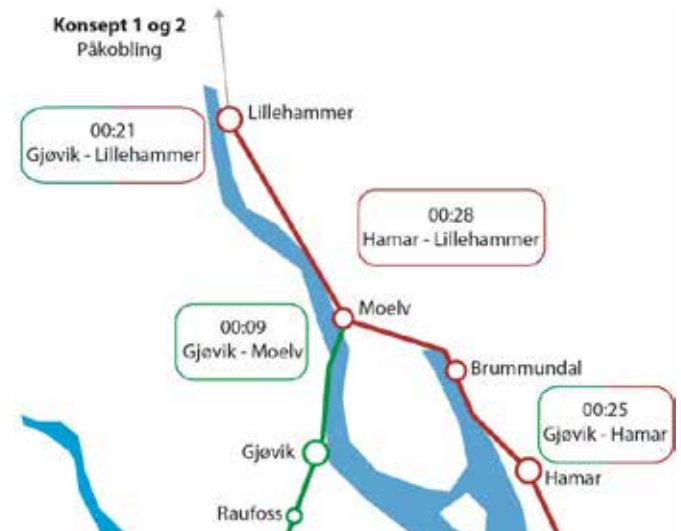 Konsept 1 og 2
Påkobling
Lillehammer
00:21
Gjøvik - Lillehammer
00:28
Hamar - Lillehammer
Moelv
00:09
Gjøvik - Moelv
Brummundal
00:25
Gjøvik - Hamar
Gjøvik
Hamar
Raufoss